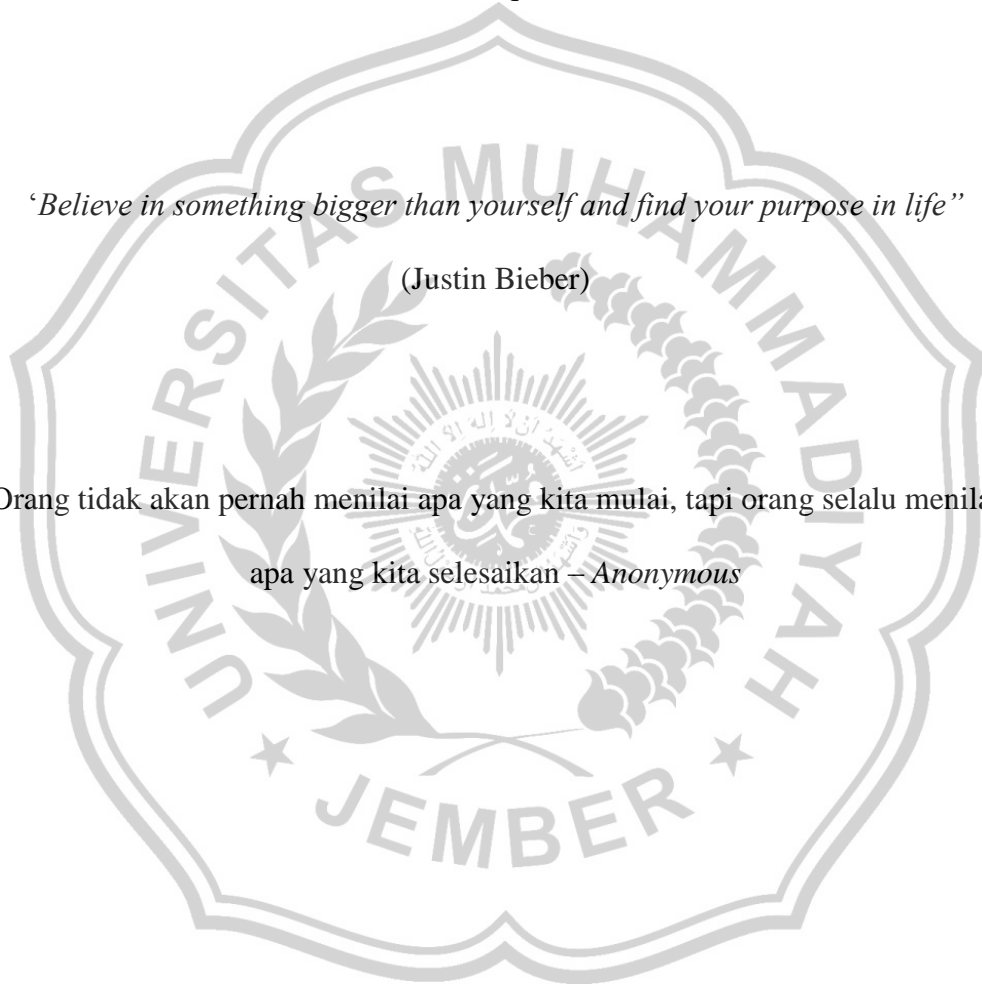 ‘Believe in something bigger than yourself and find your purpose in life”
(Justin Bieber)
Orang tidak akan pernah menilai apa yang kita mulai, tapi orang selalu menila
apa yang kita selesaikan – Anonymous
UNIVERSITAS MUHAMMADIYAH
JEMBER